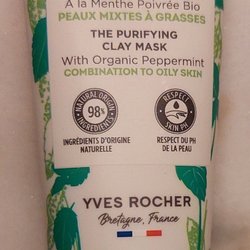 À la Menthe Poivrée Bio
PEAUX MIXTES À GRASSES
THE PURIFYING
CLAY MASK
With Organic Peppermint
COMBINATION TO OILY SKIN
NATURAL ORIGIN
98%
INGREDIENTS
RESPECT
SKIN PH
INGRÉDIENTS D'ORIGINE
NATURELLE
RESPECT DU PH
DE LA PEAU
YVES ROCHER
Bretagne, France